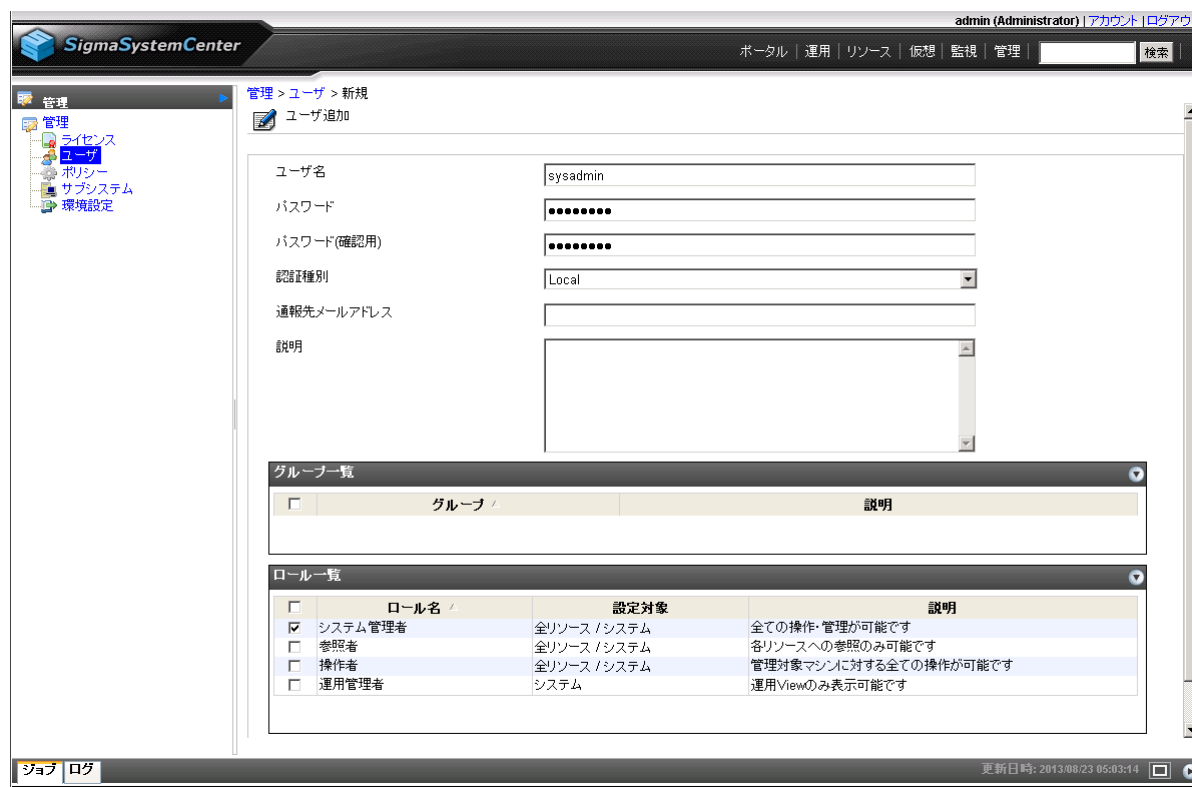 admin (Administrator) | アカウント | ログアウ
SigmaSystemCenter
ポータル | 運用 | リソース | 仮想 | 監視 | 管理 | 検索
管理
管理
ライセンス
ユーザ
ポリシー
サブシステム
環境設定
管理 > ユーザ > 新規
ユーザ追加
ユーザ名 sysadmin
パスワード ●●●●●●●●
パスワード(確認用) ●●●●●●●●
認証種別 Local
通報先メールアドレス
説明
グループ一覧
グループ 説明
ロール一覧
ロール名 設定対象 説明
システム管理者 全リソース / システム 全ての操作・管理が可能です
参照者 全リソース / システム 各リソースへの参照のみ可能です
操作者 全リソース / システム 管理対象マシンに対する全ての操作が可能です
運用管理者 システム 運用Viewのみ表示可能です
ジョブ ログ 更新日時: 2013/08/23 05:03:14